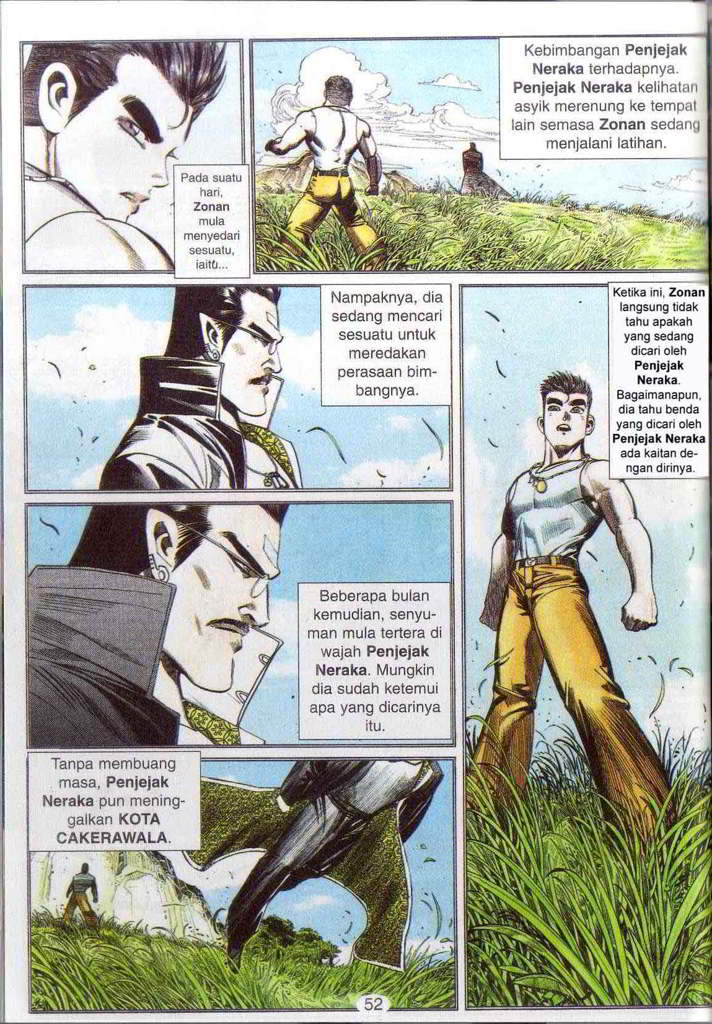 Pada suatu
hari,
Zonan
mula
menyedari
sesuatu,
iaitu...
Kebimbangan Penjejak
Neraka terhadapnya.
Penjejak Neraka kelihatan
asyik merenung ke tempat
lain semasa Zonan sedang
menjalani latihan.
Nampaknya, dia
sedang mencari
sesuatu untuk
meredakan
perasaan bim-
bangnya.
Ketika ini, Zonan
langsung tidak
tahu apakah
yang sedang
dicari oleh
Penjejak
Neraka.
Bagaimanapun,
dia tahu benda
yang dicari oleh
Penjejak Neraka
ada kaitan de-
ngan dirinya.
Beberapa bulan
kemudian, senyu-
man mula tertera di
wajah Penjejak
Neraka. Mungkin
dia sudah ketemui
apa yang dicarinya
itu.
Tanpa membuang
masa, Penjejak
Neraka pun mening-
galkan KOTA
CAKERAWALA.
52